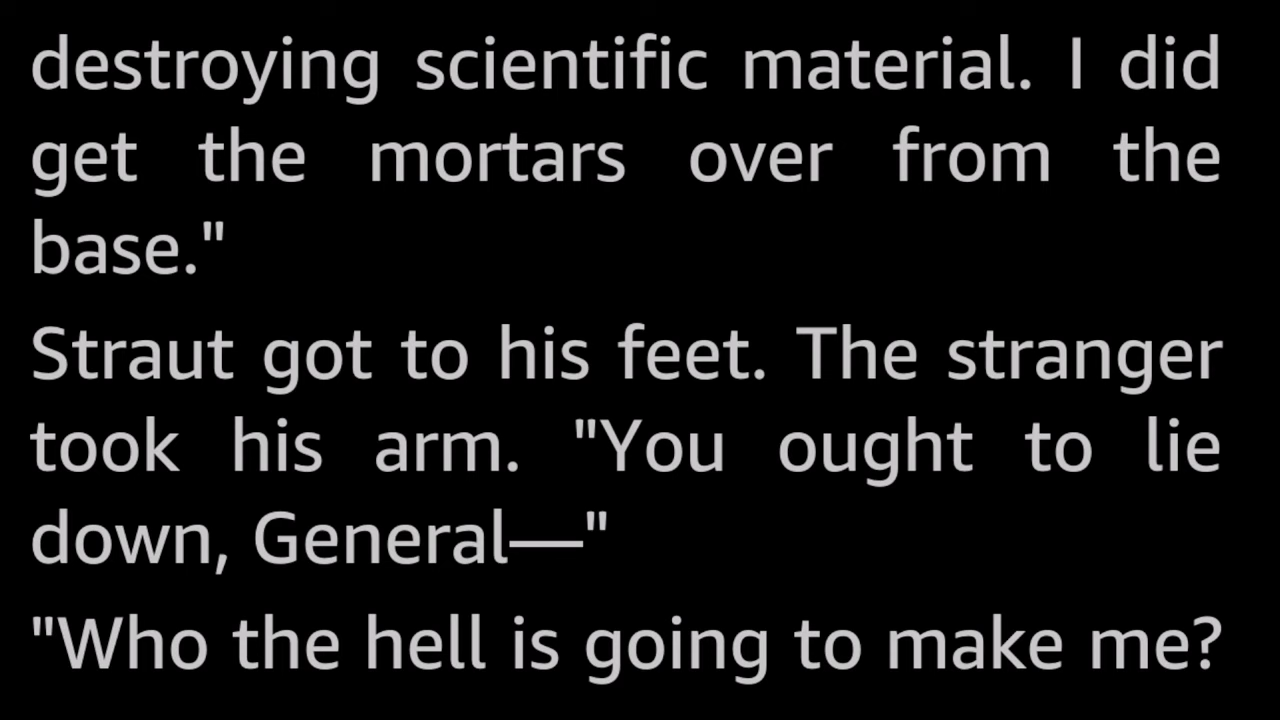 destroying scientific material. I did
get the mortars over from the
base."
Straut got to his feet. The stranger
took his arm. "You ought to lie
down, General—"
"Who the hell is going to make me?